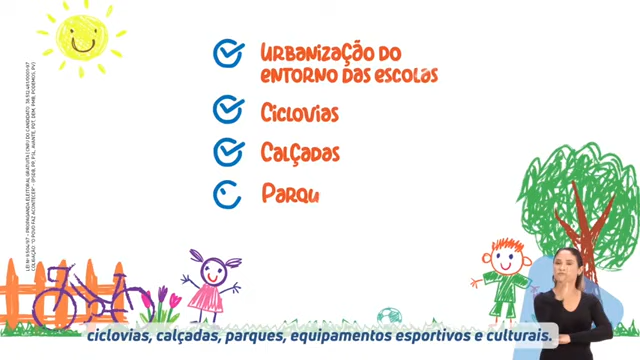 Urbanização do
entorno das escolas
Ciclovias
Calçadas
Parqu
ciclovias, calçadas, parques, equipamentos esportivos e culturais.